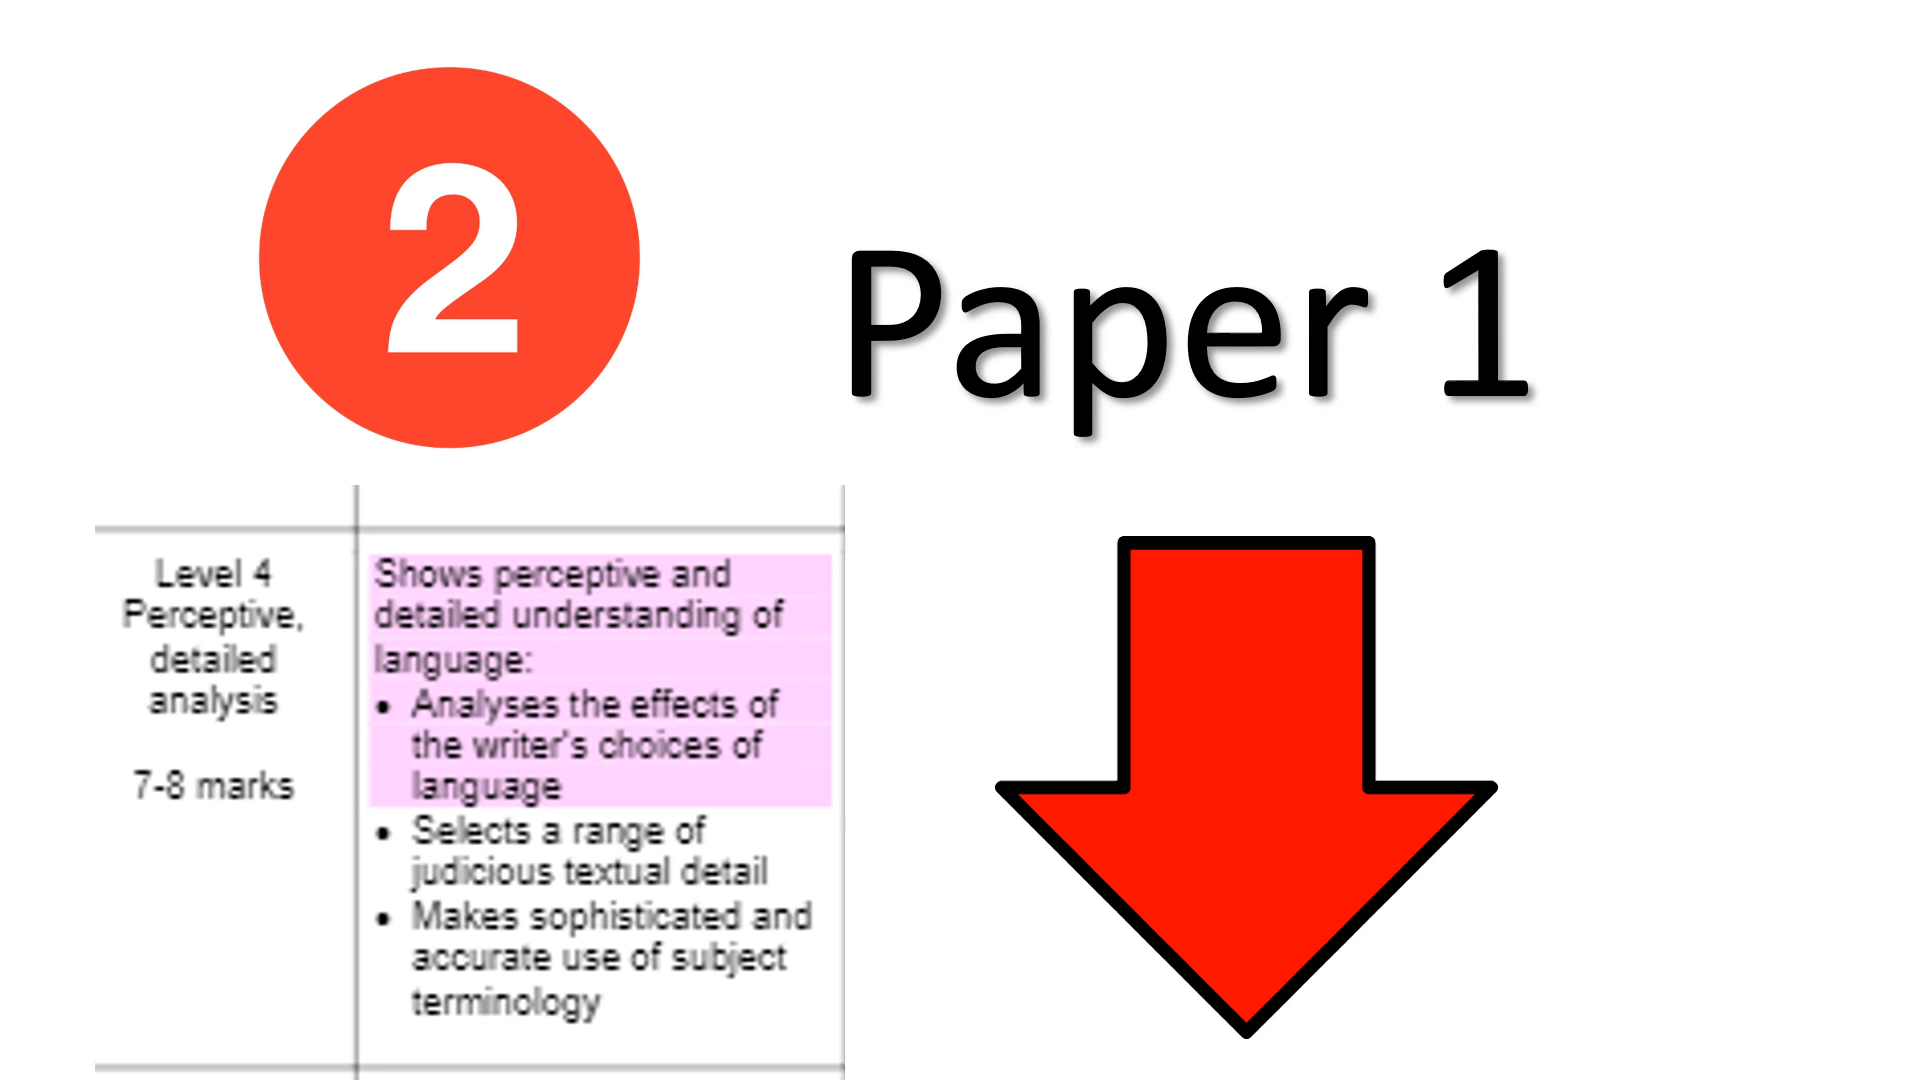 2
Paper 1
Level 4
Perceptive,
detailed
analysis
7-8 marks
Shows perceptive and
detailed understanding of
language:
• Analyses the effects of
the writer's choices of
language
• Selects a range of
judicious textual detail
• Makes sophisticated and
accurate use of subject
terminology